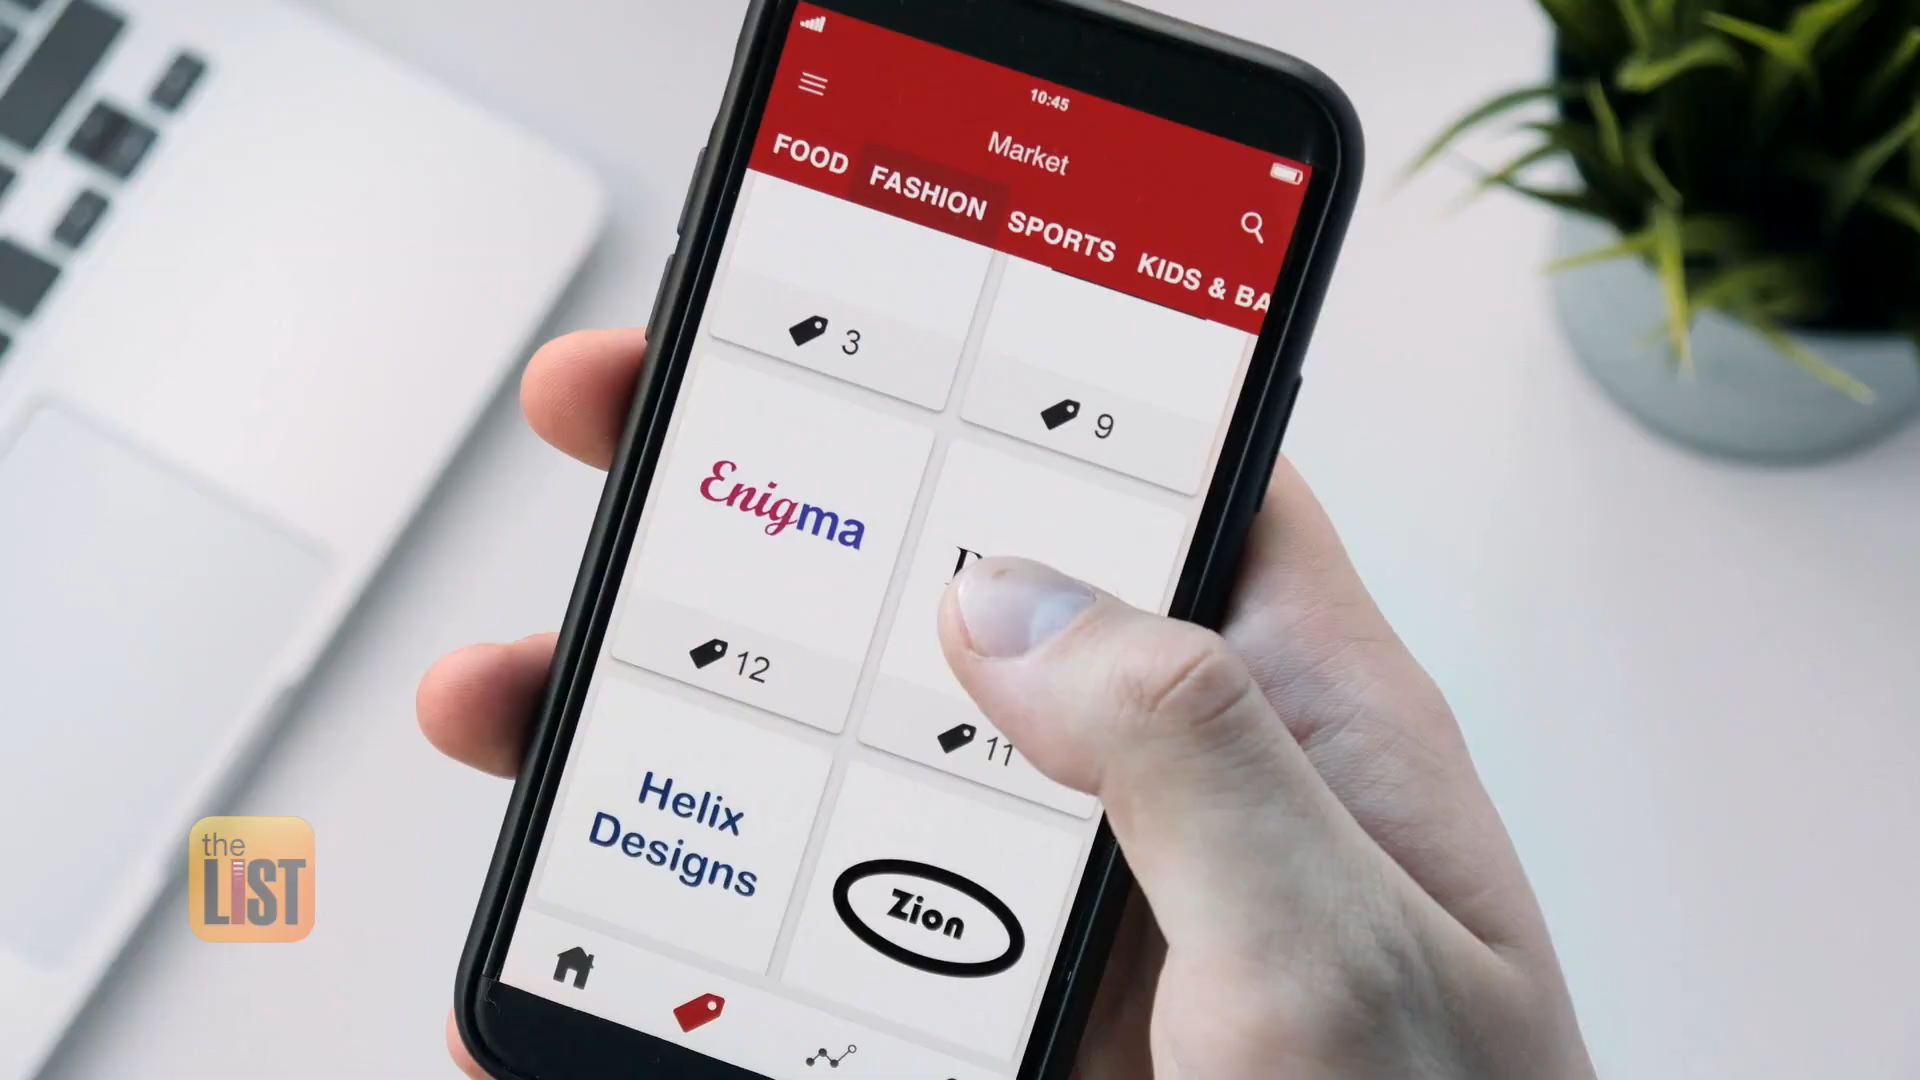 10:45
Market
FOOD FASHION SPORTS KIDS & BA
3
9
Enigma
12
11
Helix
Designs
Zion
the
LIST